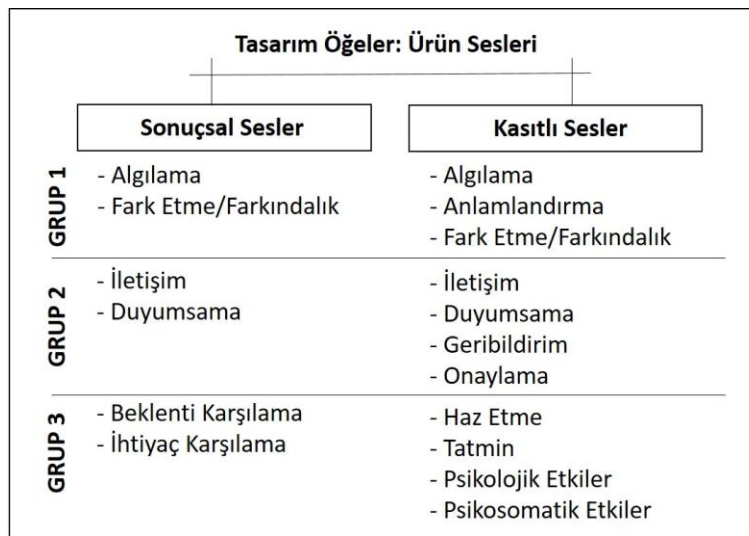 Tasarım Öğeler: Ürün Sesleri
Sonuçsal Sesler
Kasıtlı Sesler
GRUP 1
- Algılama
- Fark Etme/Farkındalık
- Algılama
- Anlamlandırma
- Fark Etme/Farkındalık
GRUP 2
- İletişim
- Duyumsama
- İletişim
- Duyumsama
- Geribildirim
- Onaylama
GRUP 3
- Beklenti Karşılama
- İhtiyaç Karşılama
- Haz Etme
- Tatmin
- Psikolojik Etkiler
- Psikosomatik Etkiler